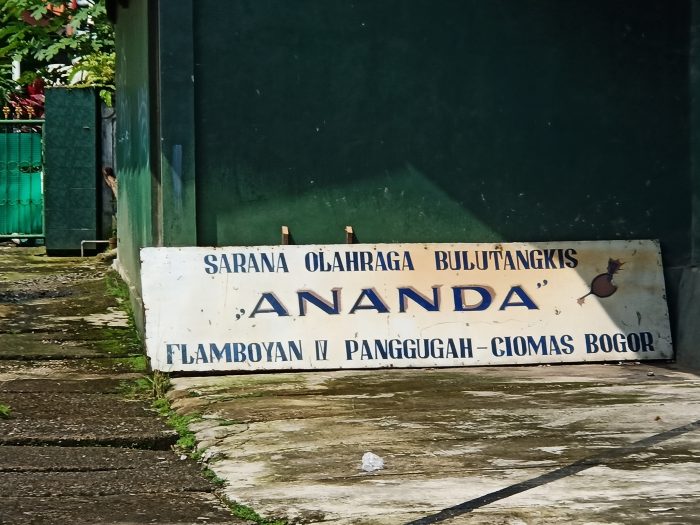 SARANA OLAHRAGA BULUTANGKIS
„ANANDA”
FLAMBOYAN IV PANGGUGAH - CIOMAS BOGOR